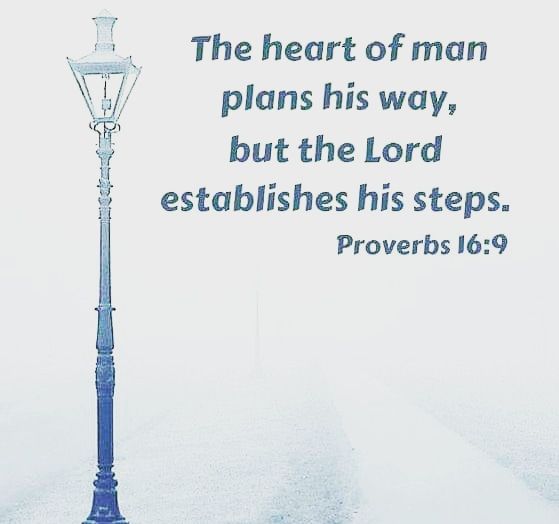 The heart of man
plans his way,
but the Lord
establishes his steps.
Proverbs 16:9